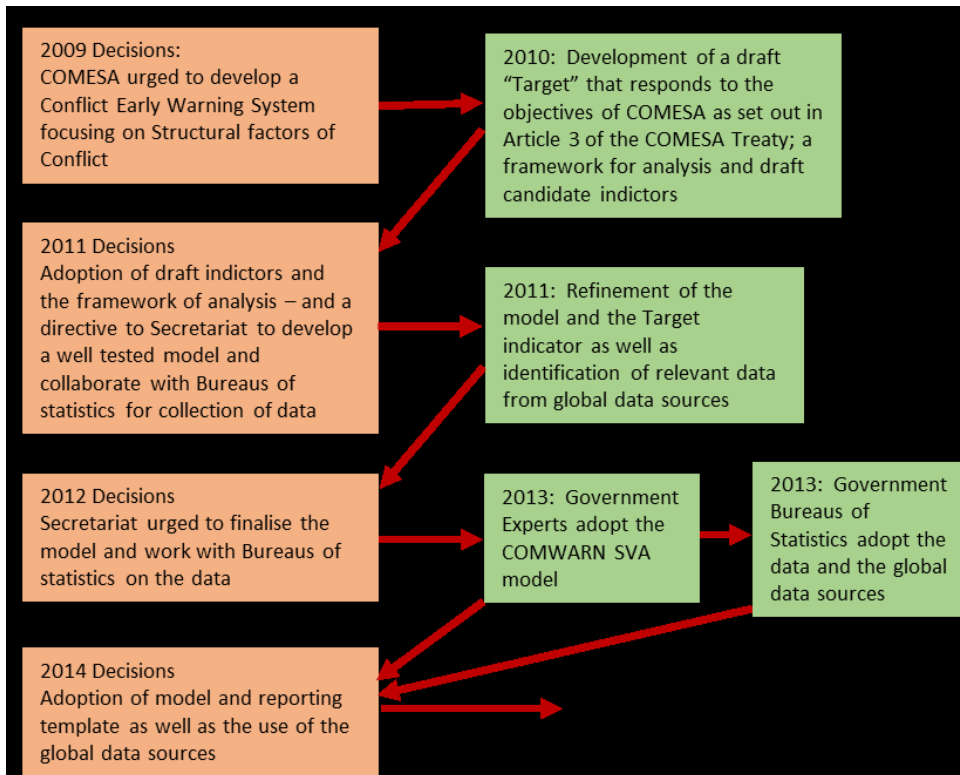 2009 Decisions:
COMESA urged to develop a
Conflict Early Warning System
focusing on Structural factors of
Conflict
2010: Development of a draft
“Target” that responds to the
objectives of COMESA as set out in
Article 3 of the COMESA Treaty; a
framework for analysis and draft
candidate indictors
2011 Decisions
Adoption of draft indictors and
the framework of analysis – and a
directive to Secretariat to develop
a well tested model and
collaborate with Bureaus of
statistics for collection of data
2011: Refinement of the
model and the Target
indicator as well as
identification of relevant data
from global data sources
2012 Decisions
Secretariat urged to finalise the
model and work with Bureaus of
statistics on the data
2013: Government
Experts adopt the
COMWARN SVA
model
2013: Government
Bureaus of
Statistics adopt the
data and the global
data sources
2014 Decisions
Adoption of model and reporting
template as well as the use of the
global data sources